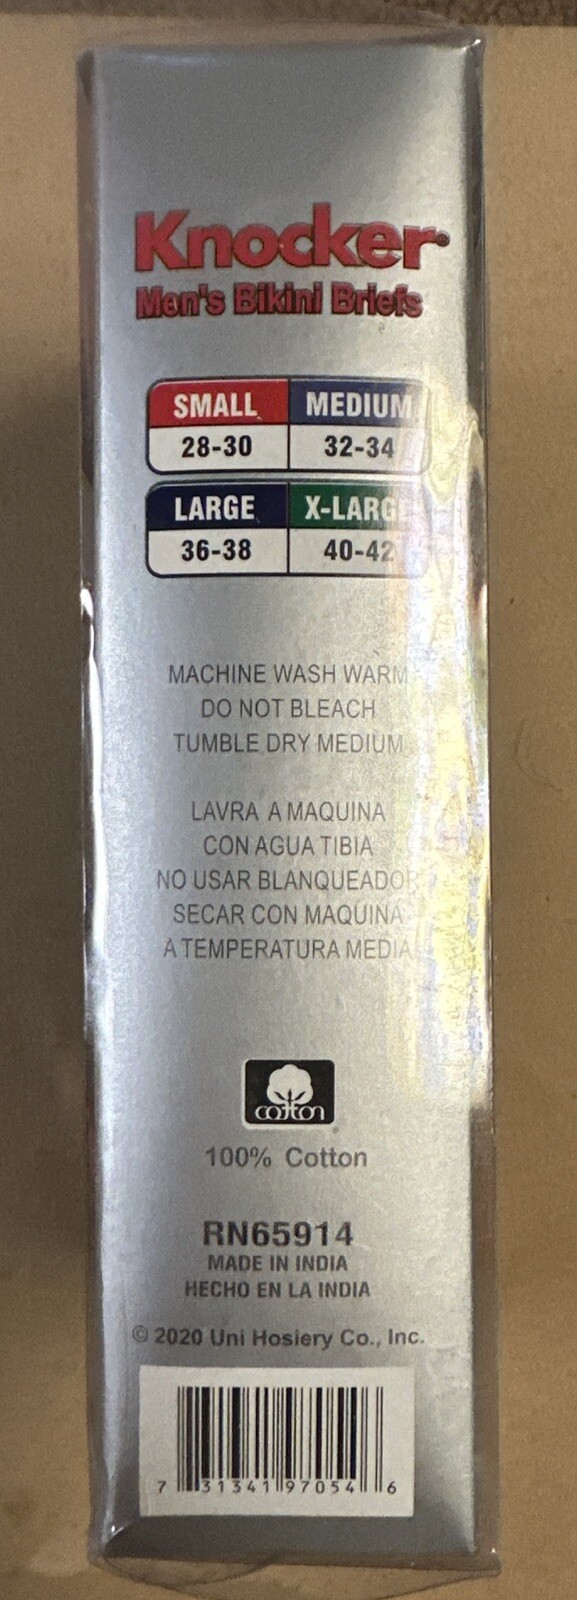 Knocker®
Men's Bikini Briefs
SMALL MEDIUM
28-30 32-34
LARGE X-LARGE
36-38 40-42
MACHINE WASH WARM
DO NOT BLEACH
TUMBLE DRY MEDIUM
LAVRA A MAQUINA
CON AGUA TIBIA
NO USAR BLANQUEADOR
SECAR CON MAQUINA
A TEMPERATURA MEDIA
cotton
100% Cotton
RN65914
MADE IN INDIA
HECHO EN LA INDIA
© 2020 Uni Hosiery Co., Inc.
7 31341 97054 6